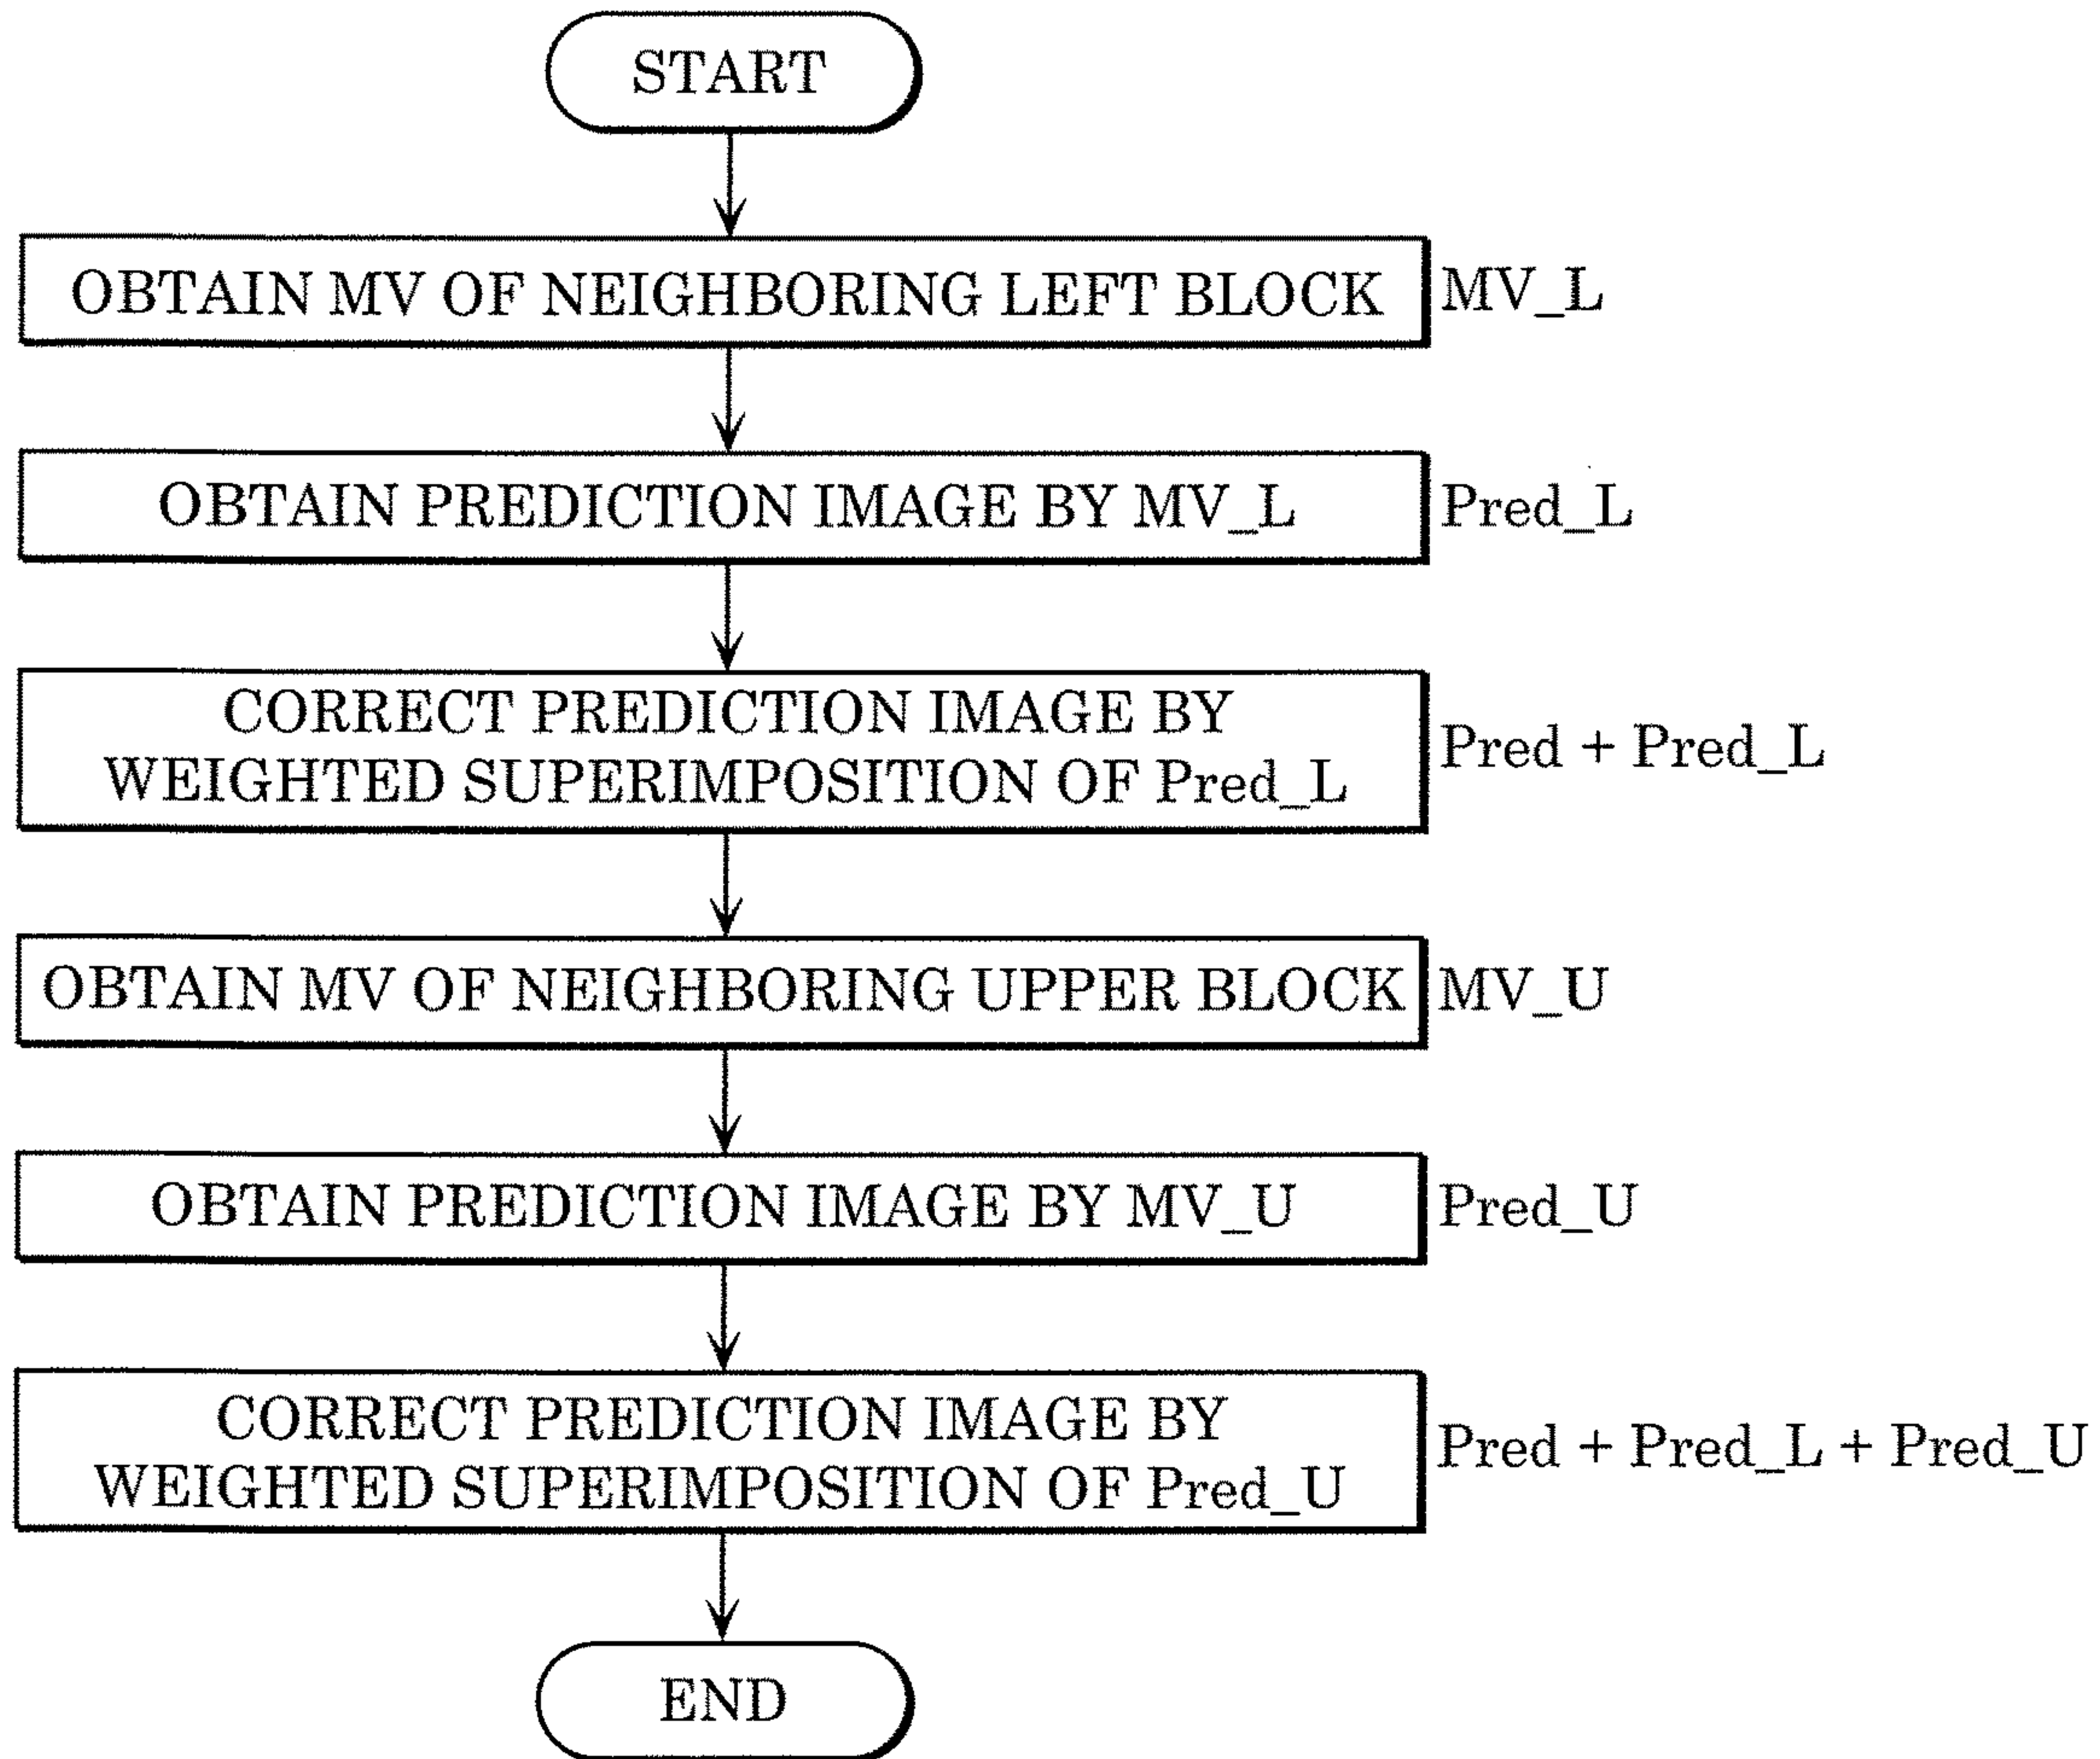 START
OBTAIN MV OF NEIGHBORING LEFT BLOCK
MV_L
OBTAIN PREDICTION IMAGE BY MV_L
Pred_L
CORRECT PREDICTION IMAGE BY
WEIGHTED SUPERIMPOSITION OF Pred_L
Pred + Pred_L
OBTAIN MV OF NEIGHBORING UPPER BLOCK
MV_U
OBTAIN PREDICTION IMAGE BY MV_U
Pred_U
CORRECT PREDICTION IMAGE BY
WEIGHTED SUPERIMPOSITION OF Pred_U
Pred + Pred_L + Pred_U
END